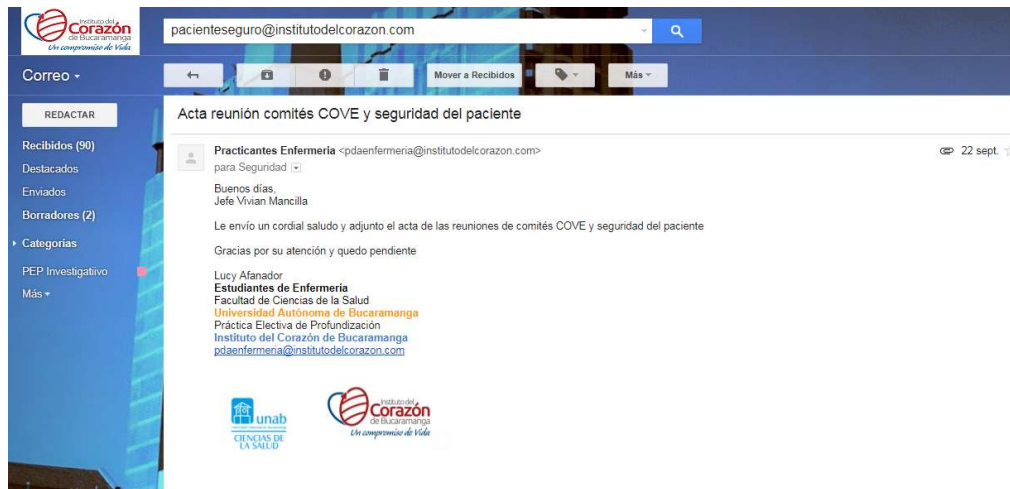 Instituto del
Corazón
de Bucaramanga
Un compromiso de Vida
pacienteseguro@institutodelcorazon.com
Correo
Mover a Recibidos
Más
REDACTAR
Recibidos (90)
Destacados
Enviados
Borradores (2)
Categorías
PEP Investigatiivo
Más
Acta reunión comités COVE y seguridad del paciente
Practicantes Enfermeria <pdaenfermeria@institutodelcorazon.com>
22 sept.
para Seguridad
Buenos días,
Jefe Vivian Mancilla
Le envío un cordial saludo y adjunto el acta de las reuniones de comités COVE y seguridad del paciente
Gracias por su atención y quedo pendiente
Lucy Afanador
Estudiantes de Enfermería
Facultad de Ciencias de la Salud
Universidad Autónoma de Bucaramanga
Práctica Electiva de Profundización
Instituto del Corazón de Bucaramanga
pdaenfermeria@institutodelcorazon.com
unab
CIENCIAS DE
LA SALUD
Instituto del
Corazón
de Bucaramanga
Un compromiso de Vida